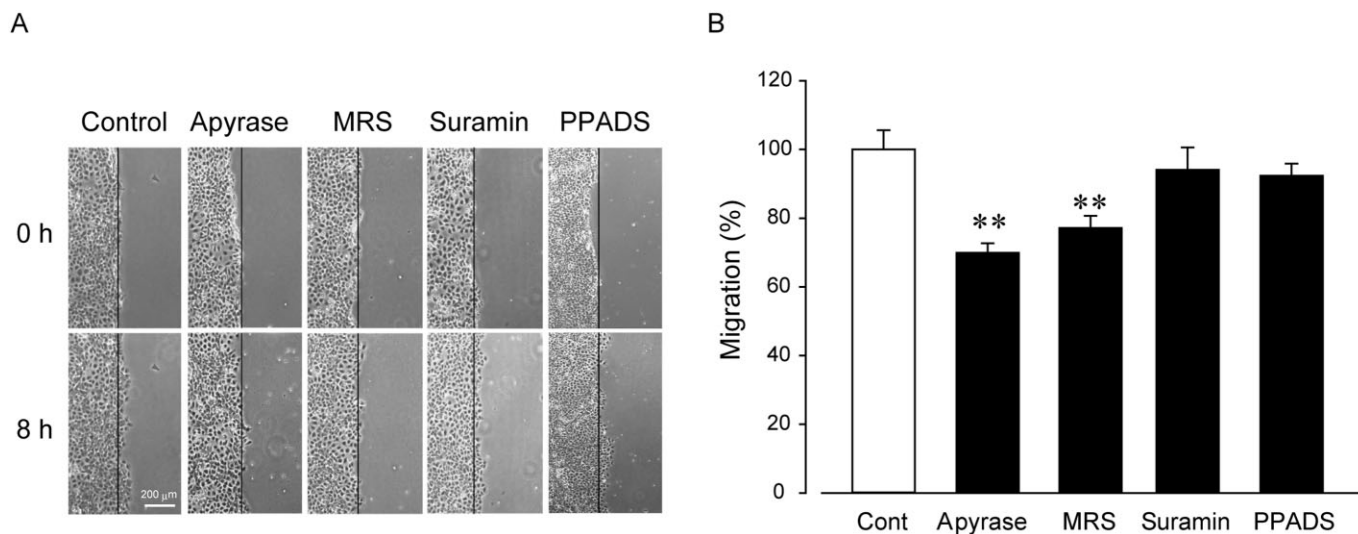 A
Control Apyrase MRS Suramin PPADS
0 h
8 h
200 μm
B
Migration (%)
120
100
80
60
40
20
0
**
**
Cont Apyrase MRS Suramin PPADS